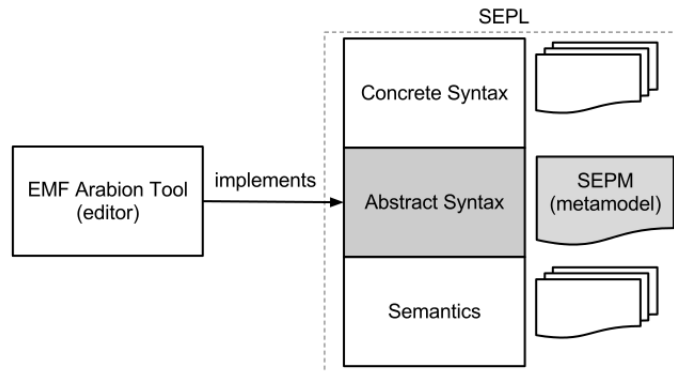 SEPL
Concrete Syntax
EMF Arabion Tool
(editor)
implements
Abstract Syntax
SEPM
(metamodel)
Semantics